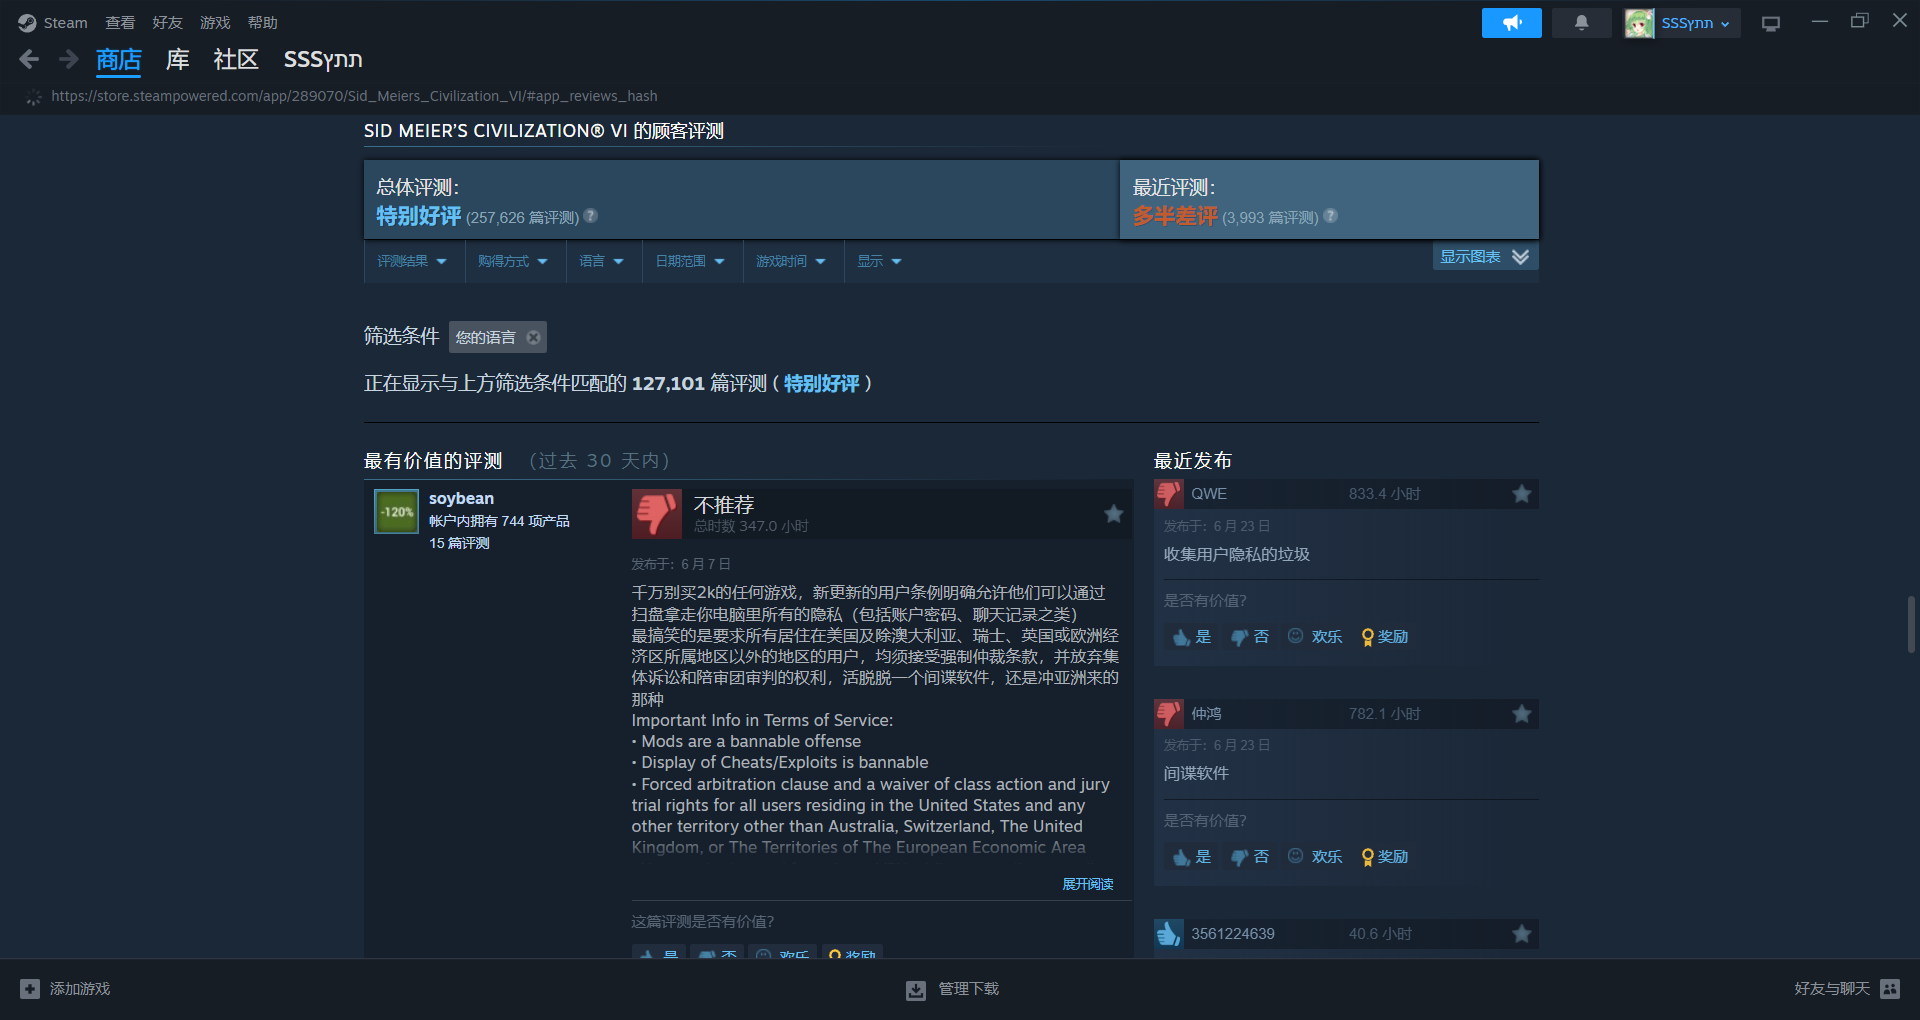 Steam 查看 好友 游戏 帮助
SSSץתת
商店 库 社区 SSSץתת
https://store.steampowered.com/app/289070/Sid_Meiers_Civilization_VI/#app_reviews_hash
SID MEIER'S CIVILIZATION® VI 的顾客评测
总体评测：
特别好评 (257,626 篇评测) ?
最近评测：
多半差评 (3,993 篇评测) ?
评测结果 购得方式 语言 日期范围 游戏时间 显示
显示图表
筛选条件 您的语言
正在显示与上方筛选条件匹配的 127,101 篇评测 ( 特别好评 )
最有价值的评测 （过去 30 天内）
-120%
soybean
帐户内拥有 744 项产品
15 篇评测
不推荐
总时数 347.0 小时
发布于：6 月 7 日
千万别买2k的任何游戏，新更新的用户条例明确允许他们可以通过
扫盘拿走你电脑里所有的隐私（包括账户密码、聊天记录之类）
最搞笑的是要求所有居住在美国及除澳大利亚、瑞士、英国或欧洲经
济区所属地区以外的地区的用户，均须接受强制仲裁条款，并放弃集
体诉讼和陪审团审判的权利，活脱脱一个间谍软件，还是冲亚洲来的
那种
Important Info in Terms of Service:
• Mods are a bannable offense
• Display of Cheats/Exploits is bannable
• Forced arbitration clause and a waiver of class action and jury
trial rights for all users residing in the United States and any
other territory other than Australia, Switzerland, The United
Kingdom, or The Territories of The European Economic Area
展开阅读
这篇评测是否有价值？
是 否 欢乐 奖励
最近发布
QWE 833.4 小时
发布于：6 月 23 日
收集用户隐私的垃圾
是否有价值？
是 否 欢乐 奖励
仲鸿 782.1 小时
发布于：6 月 23 日
间谍软件
是否有价值？
是 否 欢乐 奖励
3561224639 40.6 小时
添加游戏
管理下载
好友与聊天